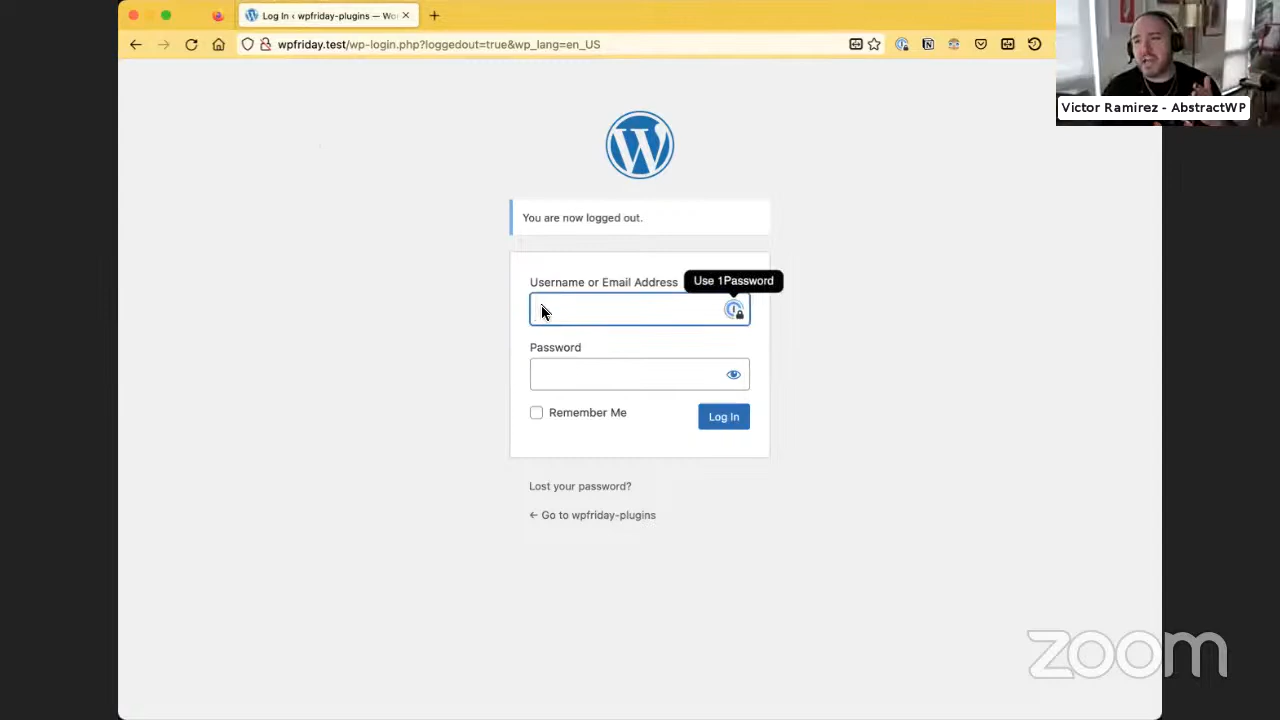 Log In ‹ wpfriday-plugins — Wor
wpfriday.test/wp-login.php?loggedout=true&wp_lang=en_US
Victor Ramirez - AbstractWP
You are now logged out.
Username or Email Address
Use 1Password
Password
Remember Me
Log In
Lost your password?
← Go to wpfriday-plugins
zoom